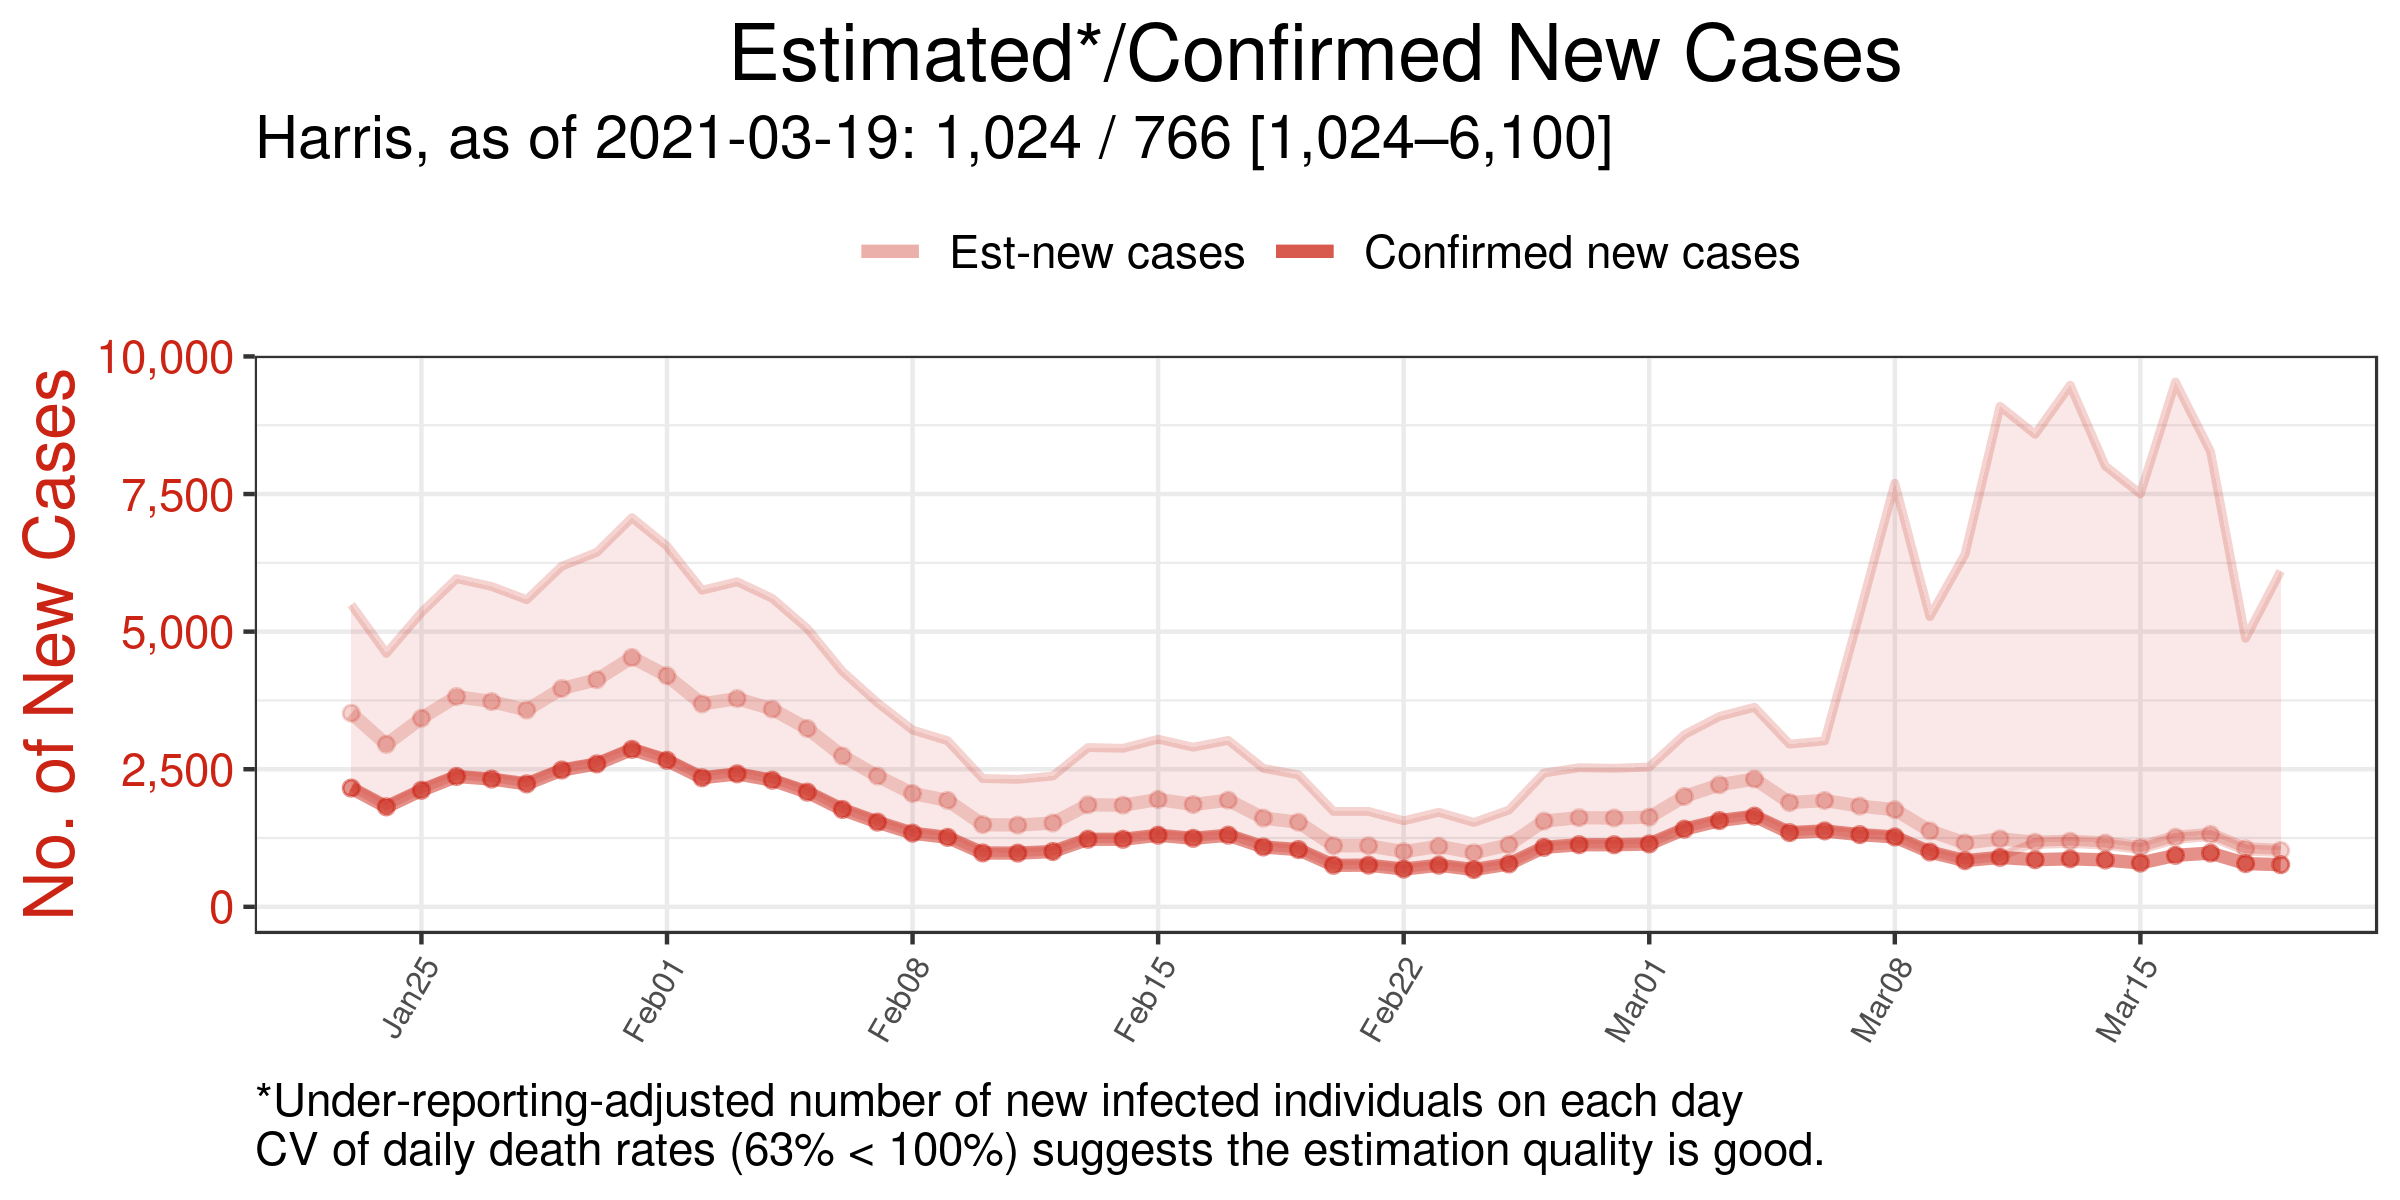 Estimated*/Confirmed New Cases
Harris, as of 2021-03-19: 1,024 / 766 [1,024–6,100]
Est-new cases
Confirmed new cases
No. of New Cases
10,000
7,500
5,000
2,500
0
Jan25
Feb01
Feb08
Feb15
Feb22
Mar01
Mar08
Mar15
*Under-reporting-adjusted number of new infected individuals on each day
CV of daily death rates (63% < 100%) suggests the estimation quality is good.